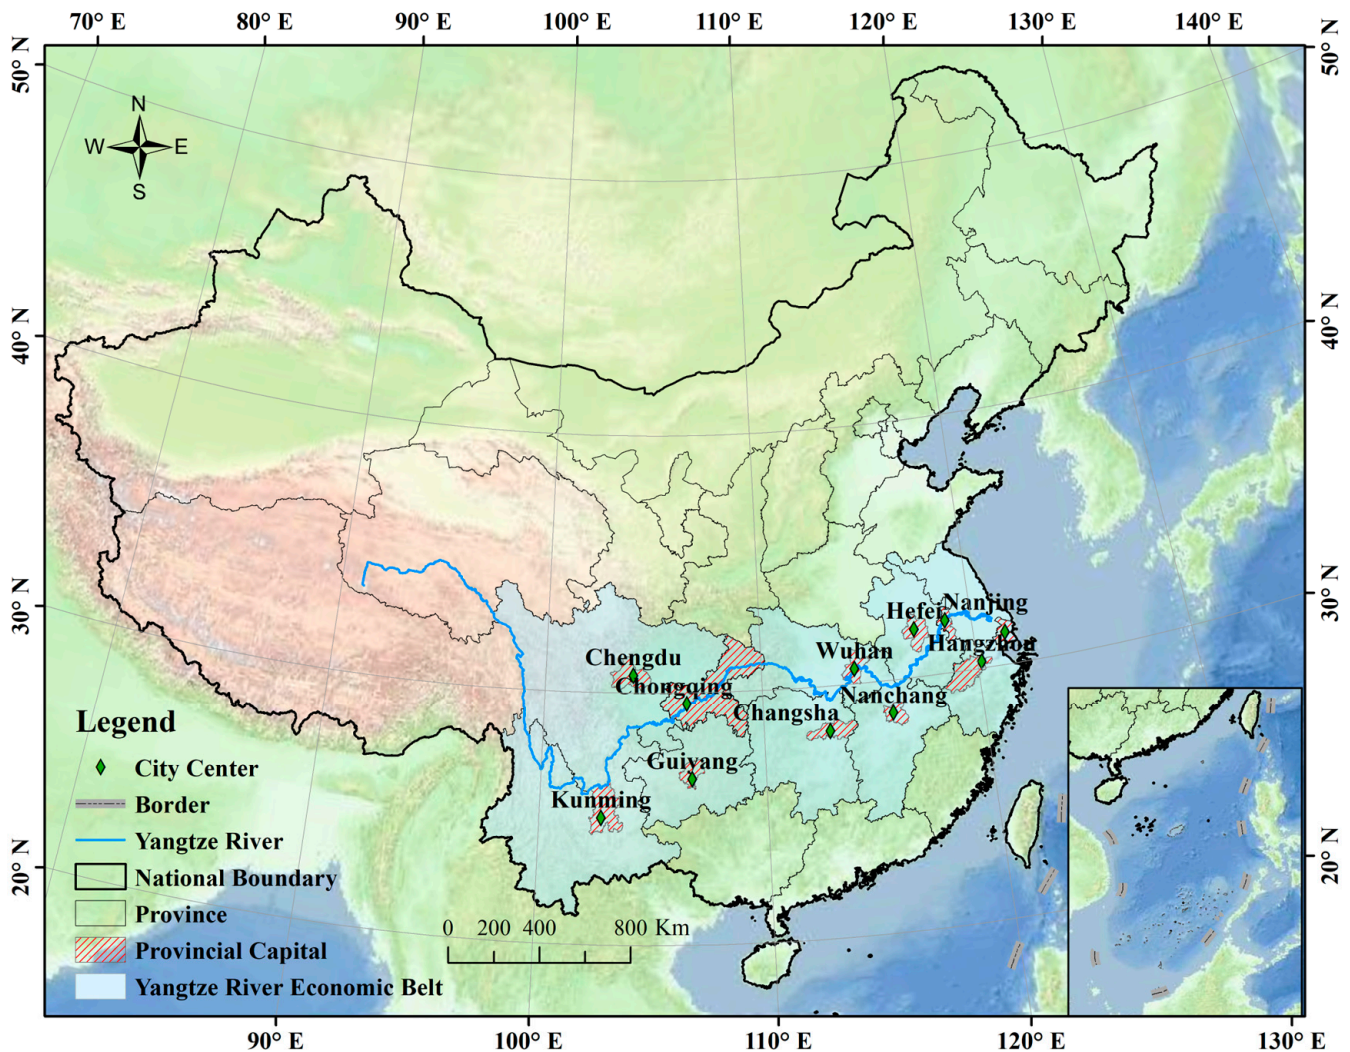 70° E 80° E 90° E 100° E 110° E 120° E 130° E 140° E
50° N
50° N
N
W E
S
40° N
40° N
30° N
30° N
Hefei
Nanjing
Hangzhou
Wuhan
Chengdu
Chongqing
Nanchang
Changsha
Guiyang
Kunming
Legend
City Center
Border
Yangtze River
National Boundary
Province
Provincial Capital
Yangtze River Economic Belt
20° N
20° N
0 200 400 800 Km
90° E 100° E 110° E 120° E 130° E